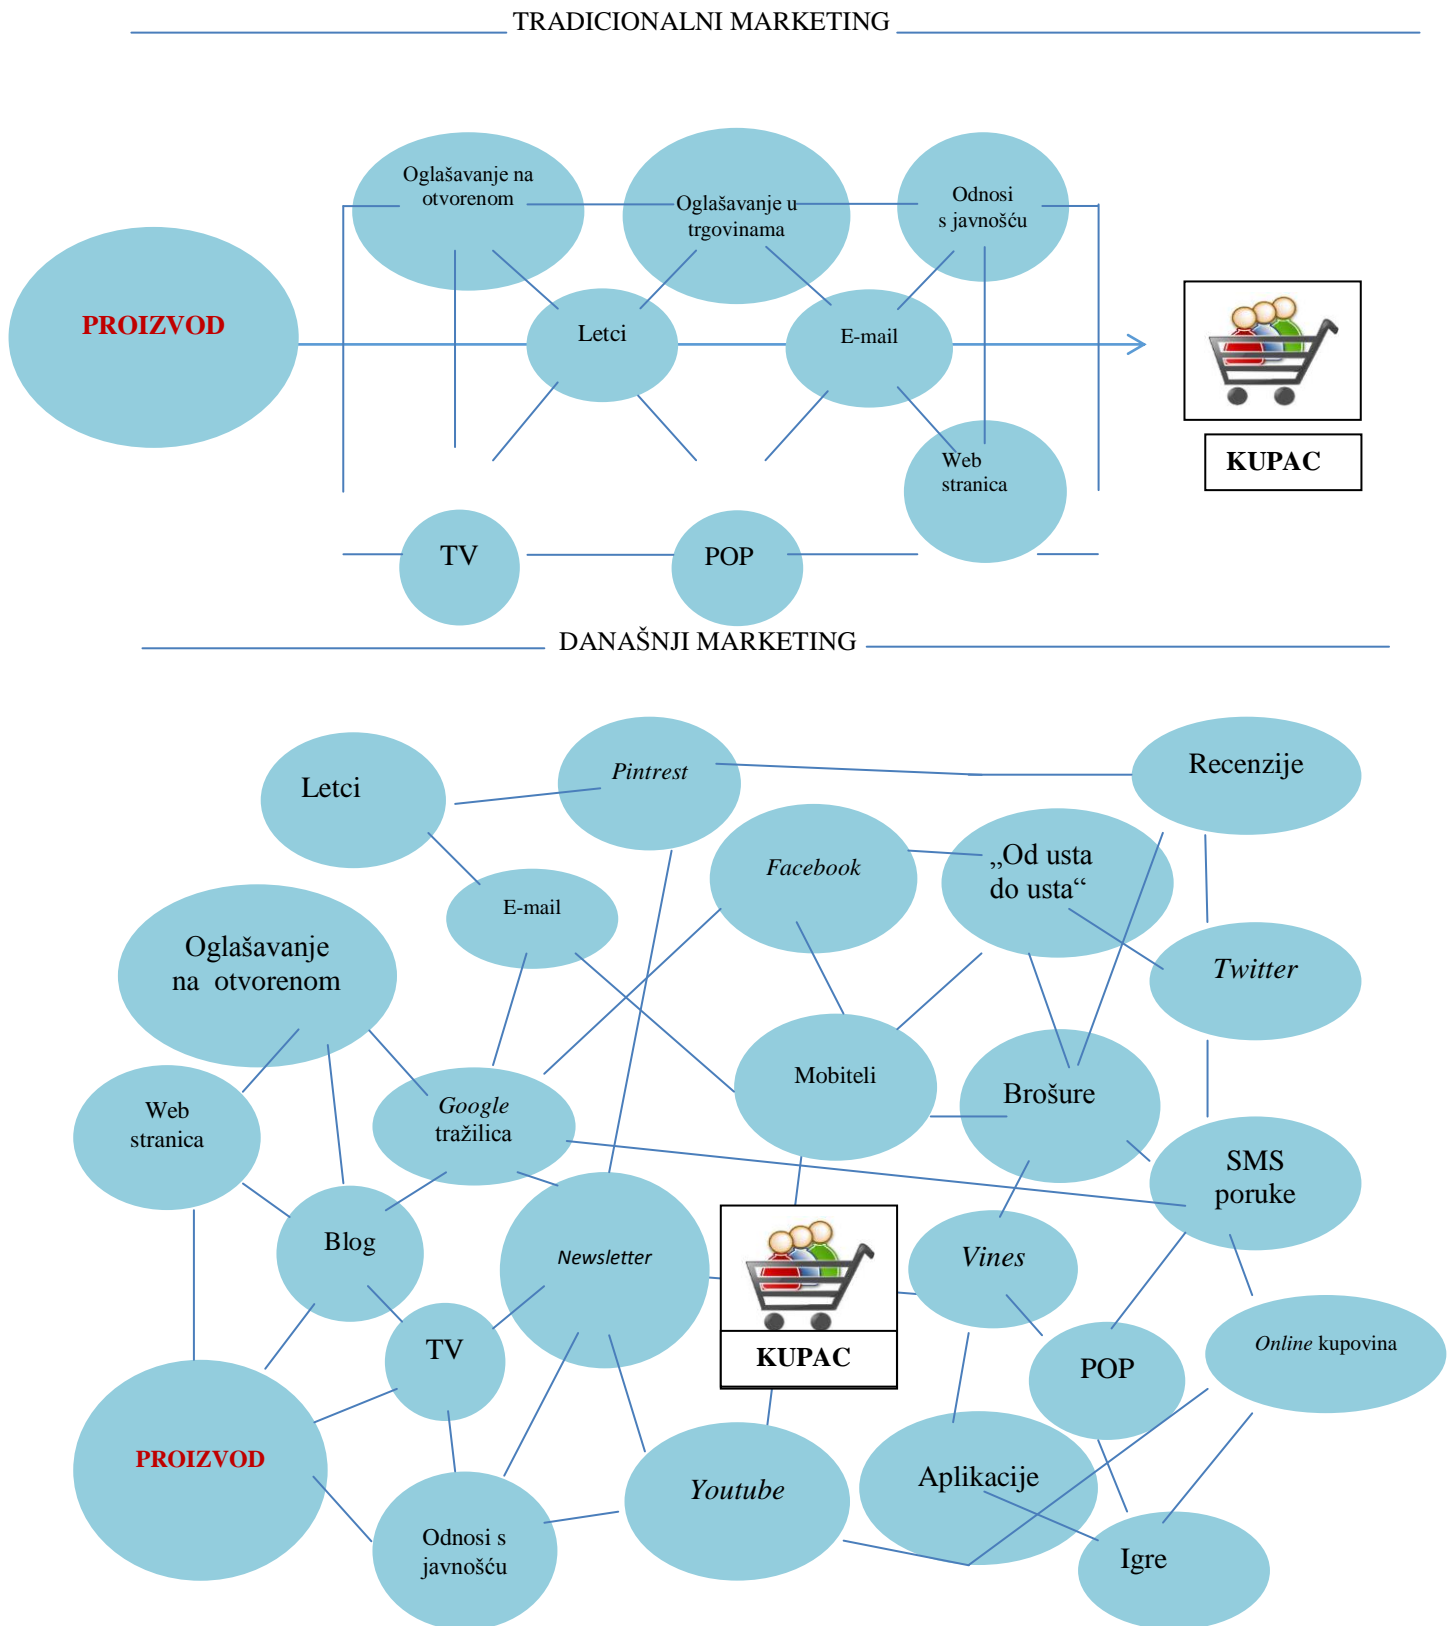 TRADICIONALNI MARKETING
Oglašavanje na
otvorenom
Oglašavanje u
trgovinama
Odnosi
s javnošću
PROIZVOD
Letci
E-mail
KUPAC
Web
stranica
TV
POP
DANAŠNJI MARKETING
Letci
Pintrest
Recenzije
Facebook
„Od usta
do usta“
E-mail
Oglašavanje
na otvorenom
Twitter
Mobiteli
Brošure
Web
stranica
Google
tražilica
SMS
poruke
Blog
Newsletter
Vines
KUPAC
TV
POP
Online kupovina
PROIZVOD
Youtube
Aplikacije
Odnosi s
javnošću
Igre